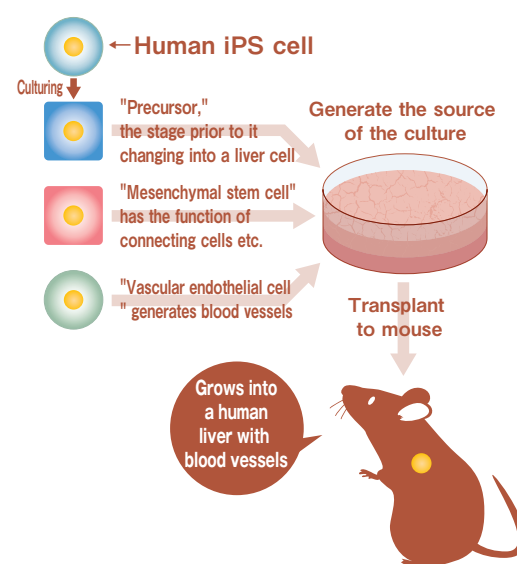 Human iPS cell
Culturing
"Precursor,"
the stage prior to it
changing into a liver cell
Generate the source
of the culture
"Mesenchymal stem cell"
has the function of
connecting cells etc.
"Vascular endothelial cell
" generates blood vessels
Transplant
to mouse
Grows into
a human
liver with
blood vessels